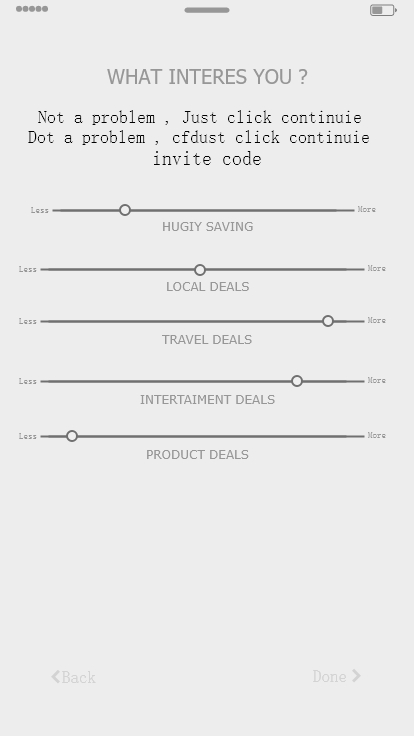 WHAT INTERES YOU ?
Not a problem , Just click continuie
Dot a problem , cfdust click continuie
invite code
Less More
HUGIY SAVING
Less More
LOCAL DEALS
Less More
TRAVEL DEALS
Less More
INTERTAIMENT DEALS
Less More
PRODUCT DEALS
Back Done